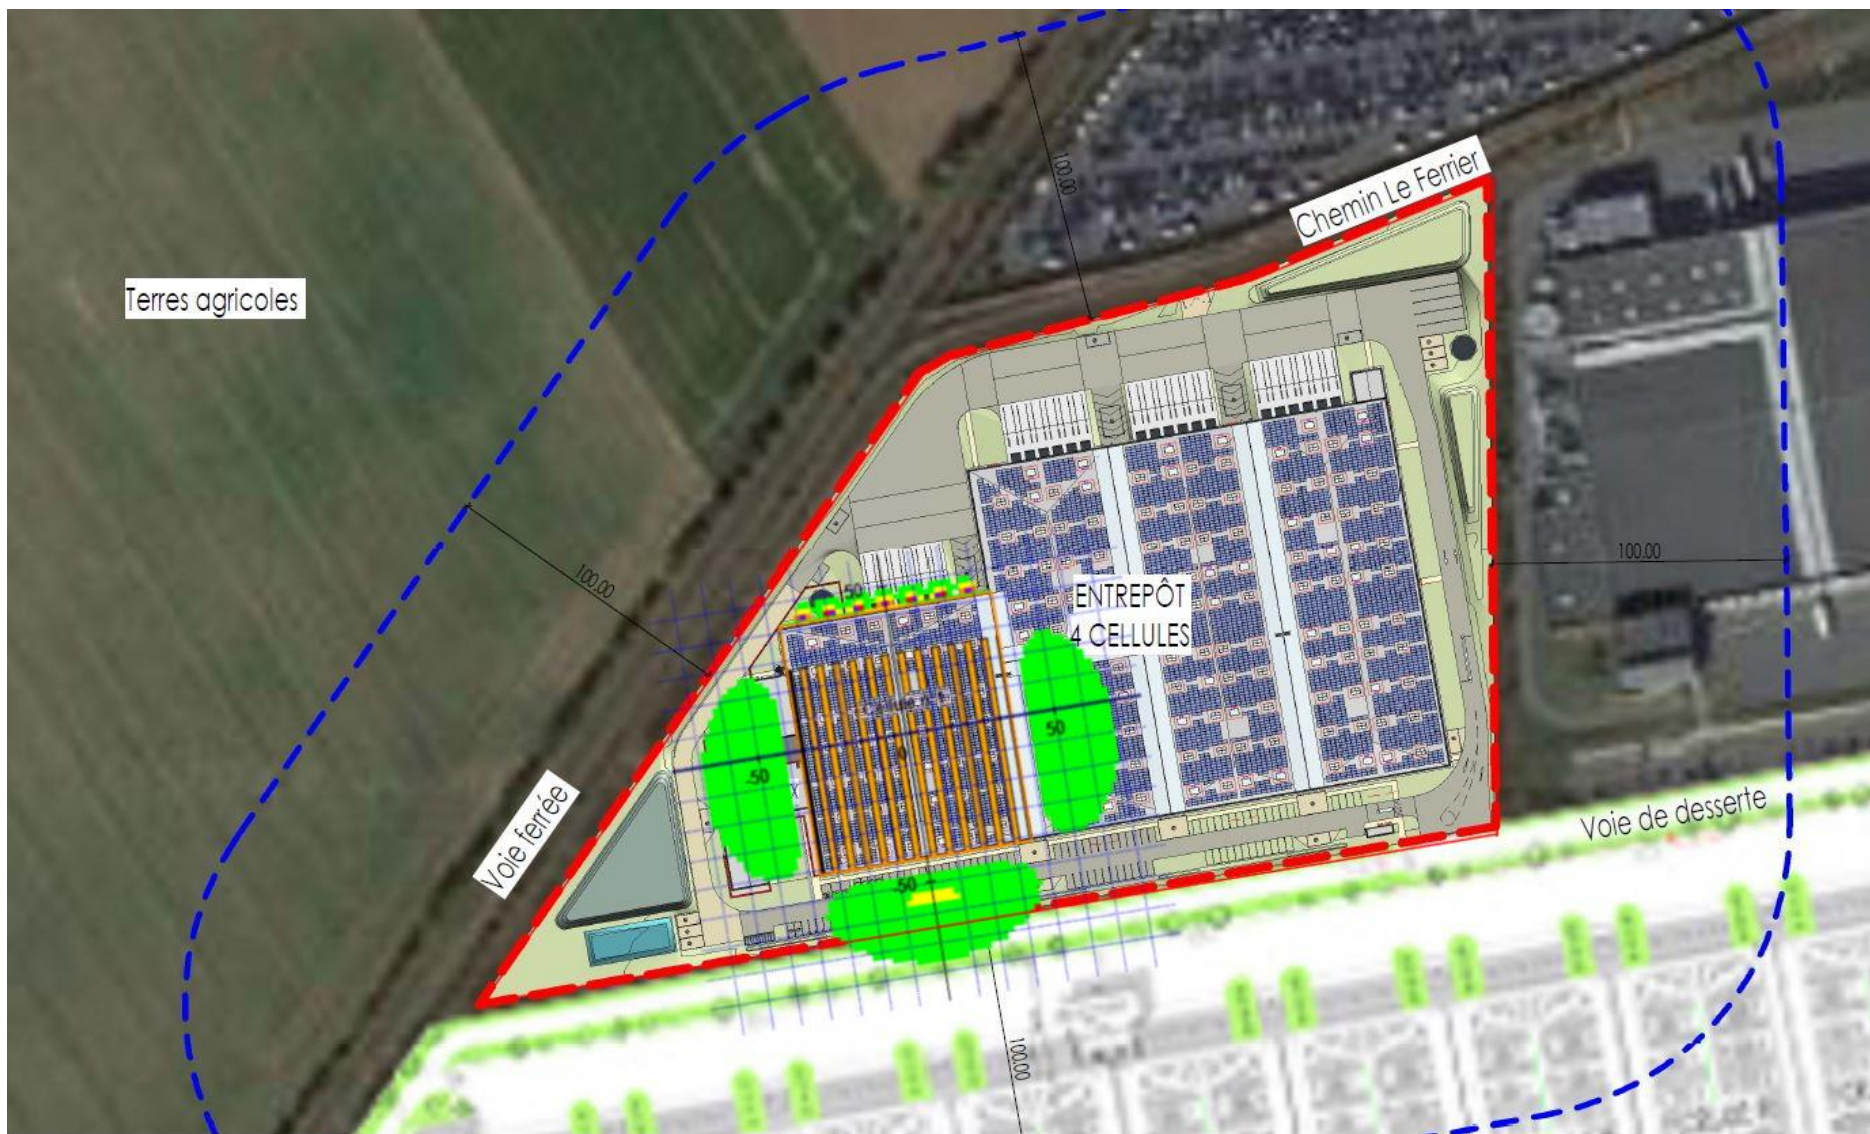 100.00
Chemin Le Ferrier
Terres agricoles
100.00
100.00
50
ENTREPÔT
4 CELLULES
50
0
-50
Voie ferrée
Voie de desserte
-50
100.00